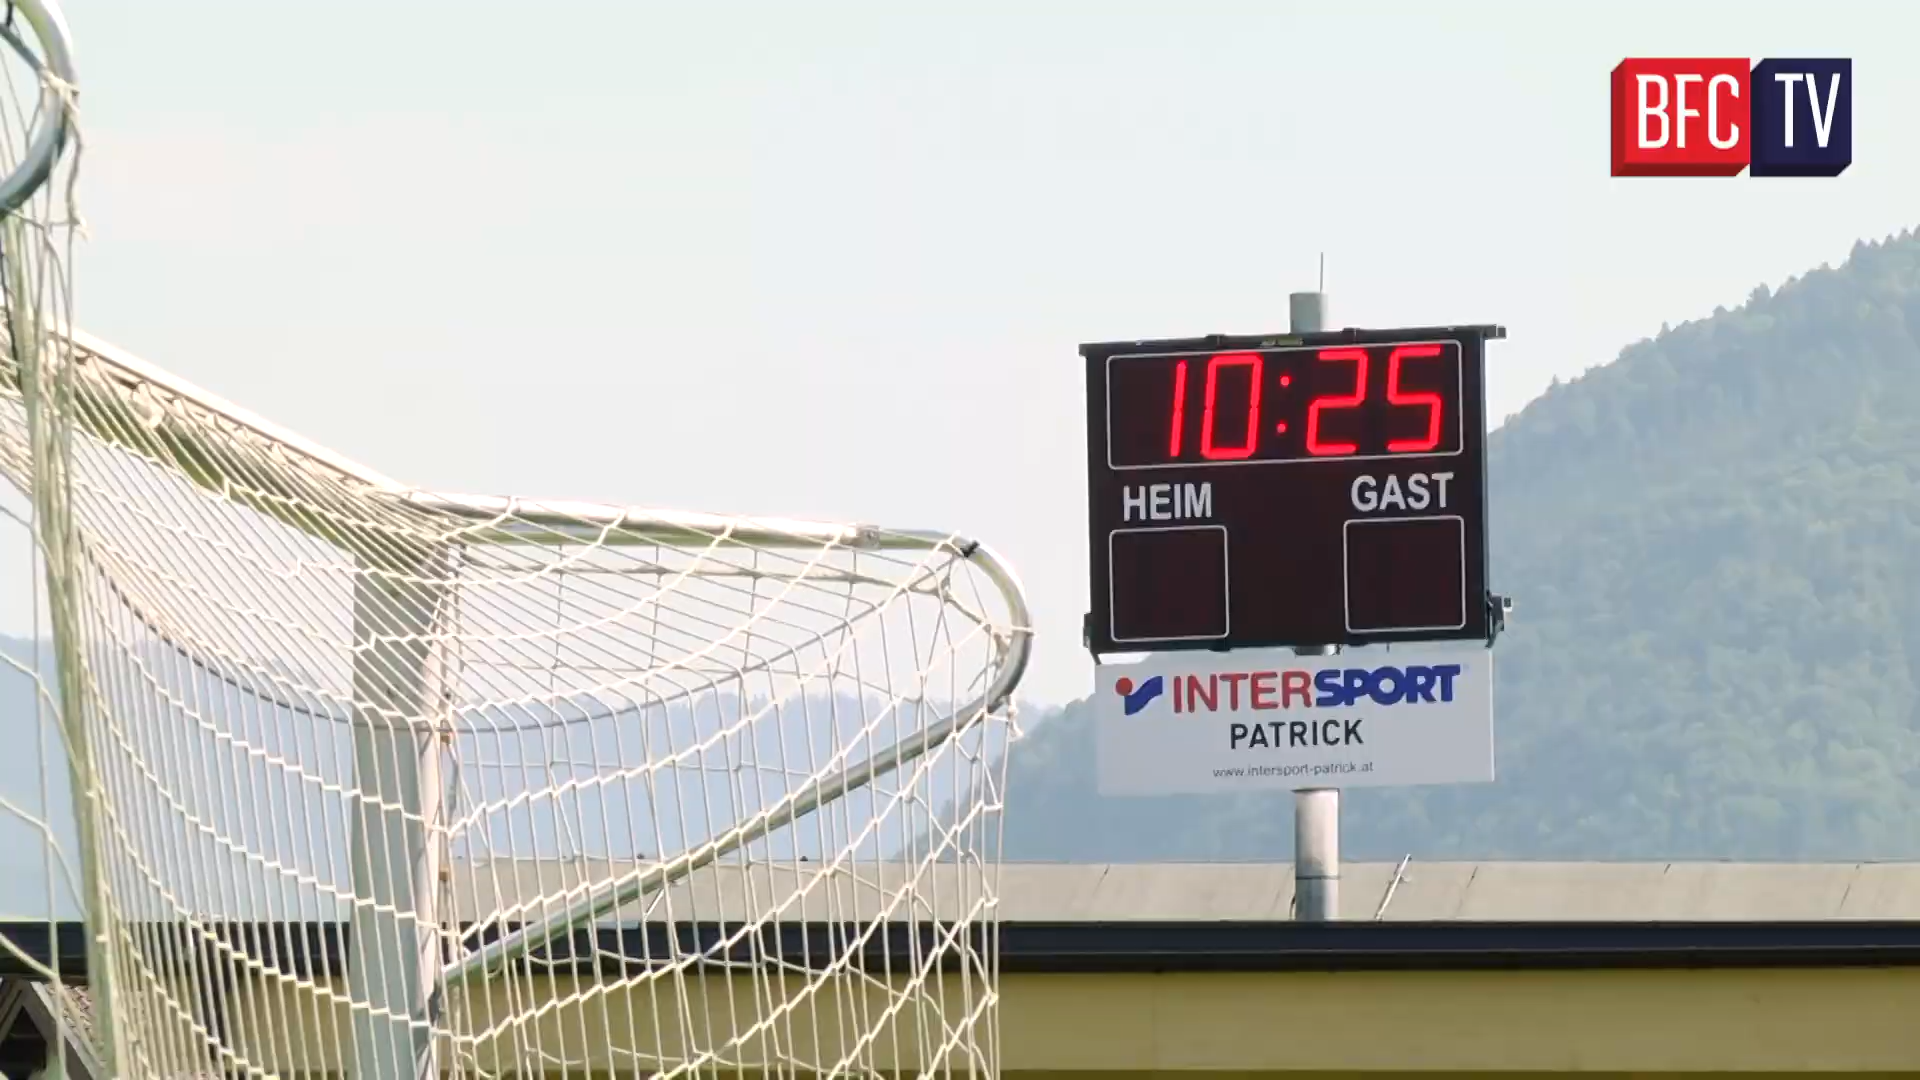 BFC TV
10:25
HEIM GAST
INTERSPORT
PATRICK
www.intersport-patrick.at